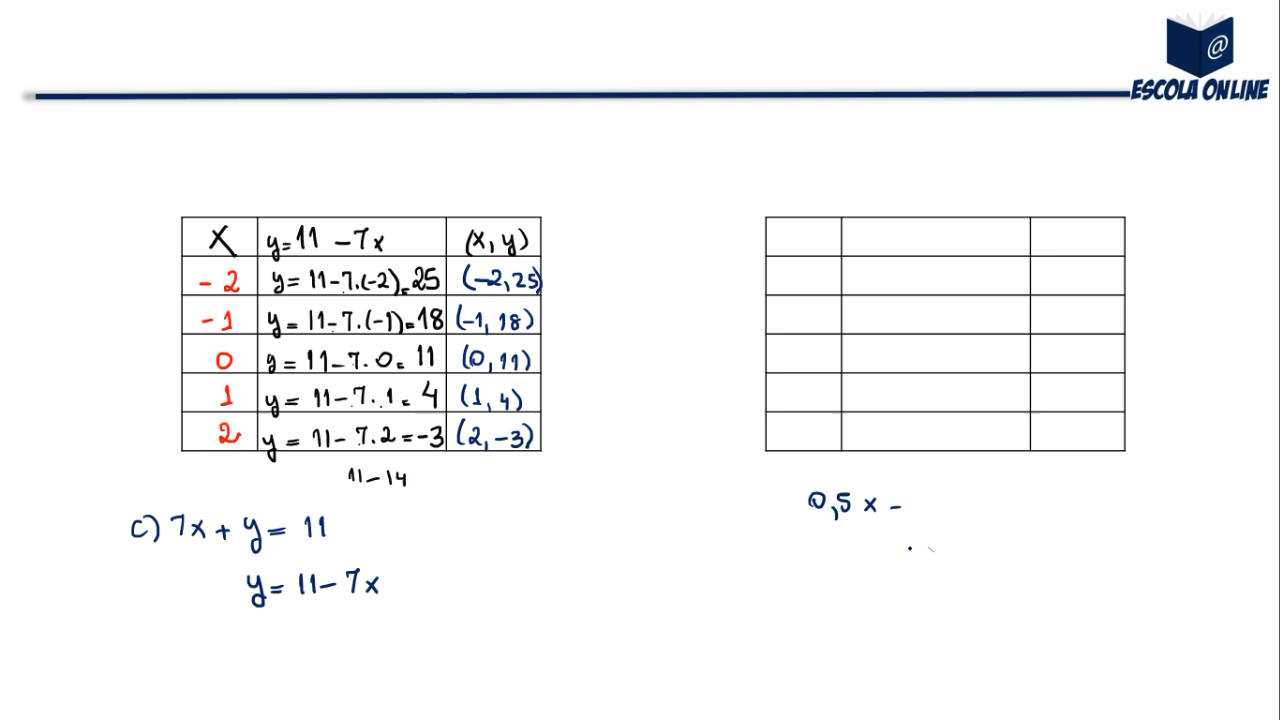 @
ESCOLA ONLINE
X y=11 -7x (x, y)
-2 y= 11-7.(-2)=25 (-2,25)
-1 y= 11-7.(-1)=18 (-1, 18)
0 y= 11-7.0= 11 (0,11)
1 y= 11-7.1= 4 (1, 4)
2 y= 11-7.2=-3 (2,-3)
11-14
C) 7x + y = 11
y= 11-7x
0,5 x -